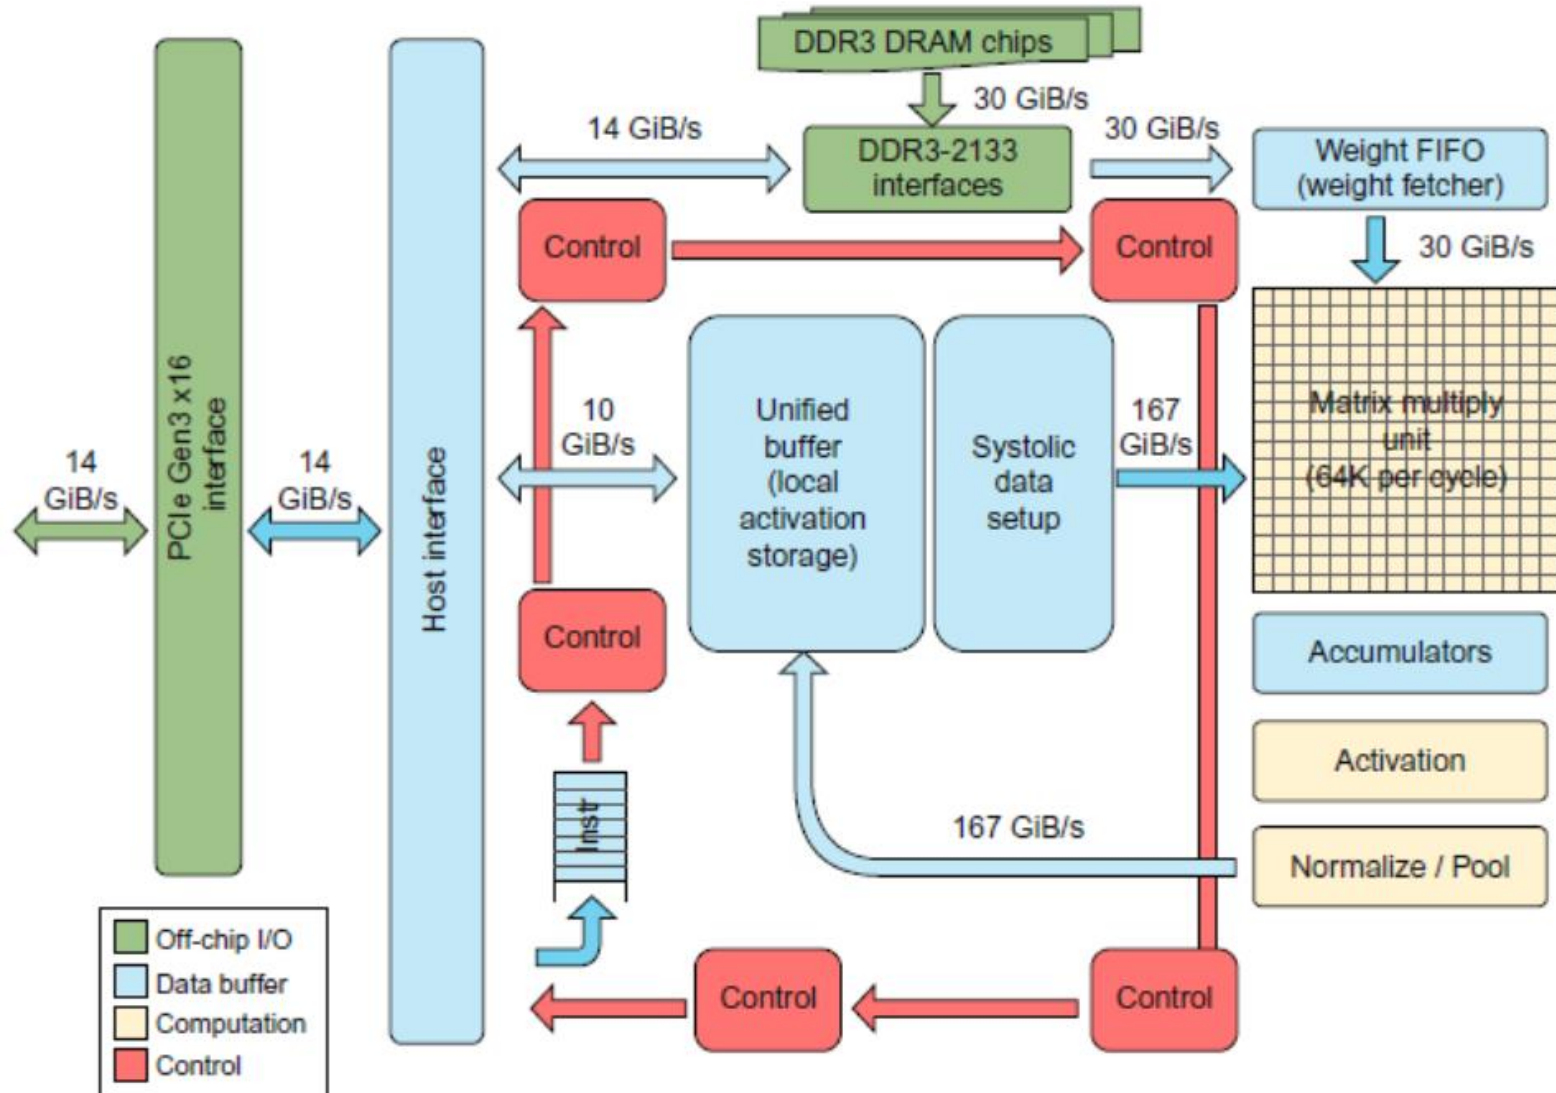 DDR3 DRAM chips
30 GiB/s
14 GiB/s
DDR3-2133
interfaces
30 GiB/s
Weight FIFO
(weight fetcher)
Control
Control
30 GiB/s
14
GiB/s
PCIe Gen3 x16
interface
14
GiB/s
Host interface
10
GiB/s
Unified
buffer
(local
activation
storage)
Systolic
data
setup
167
GiB/s
Matrix multiply
unit
(64K per cycle)
Control
Accumulators
Activation
Instr
167 GiB/s
Normalize / Pool
Control
Control
Off-chip I/O
Data buffer
Computation
Control